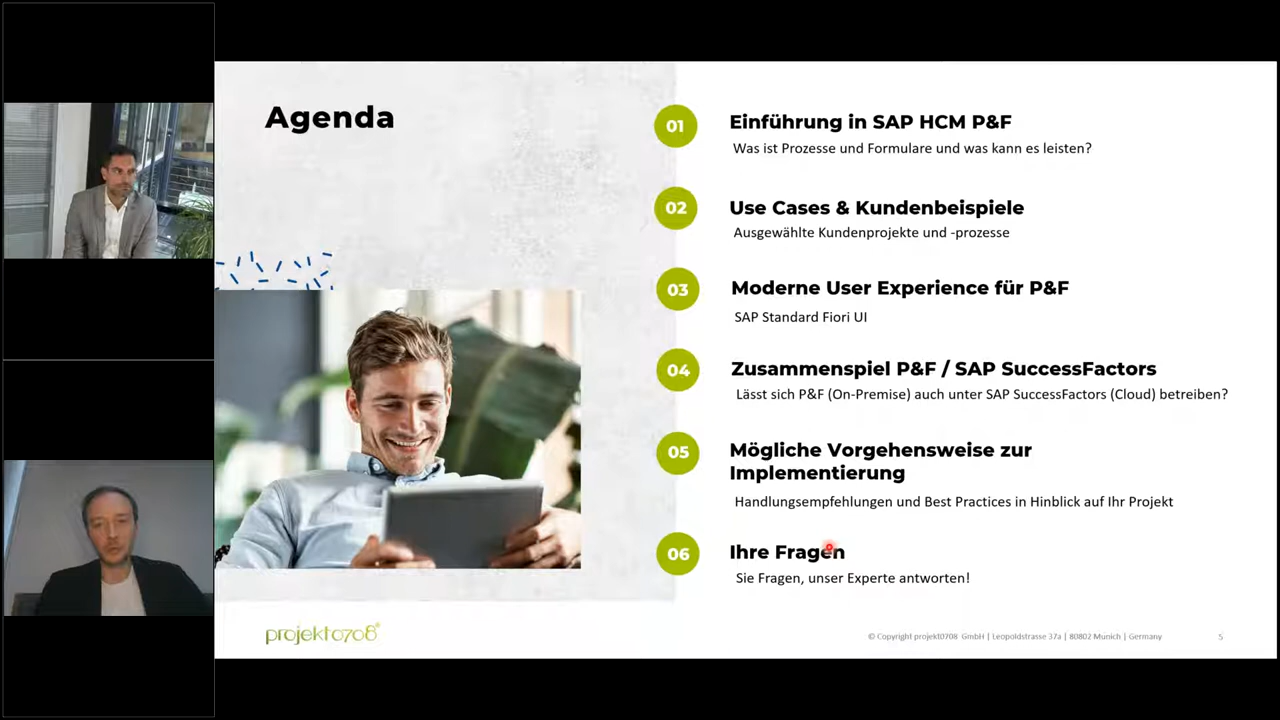 Agenda
01
Einführung in SAP HCM P&F
Was ist Prozesse und Formulare und was kann es leisten?
02
Use Cases & Kundenbeispiele
Ausgewählte Kundenprojekte und -prozesse
03
Moderne User Experience für P&F
SAP Standard Fiori UI
04
Zusammenspiel P&F / SAP SuccessFactors
Lässt sich P&F (On-Premise) auch unter SAP SuccessFactors (Cloud) betreiben?
05
Mögliche Vorgehensweise zur
Implementierung
Handlungsempfehlungen und Best Practices in Hinblick auf Ihr Projekt
06
Ihre Fragen
Sie Fragen, unser Experte antworten!
projekt0708®
© Copyright projekt0708 GmbH | Leopoldstrasse 37a | 80802 Munich | Germany
5